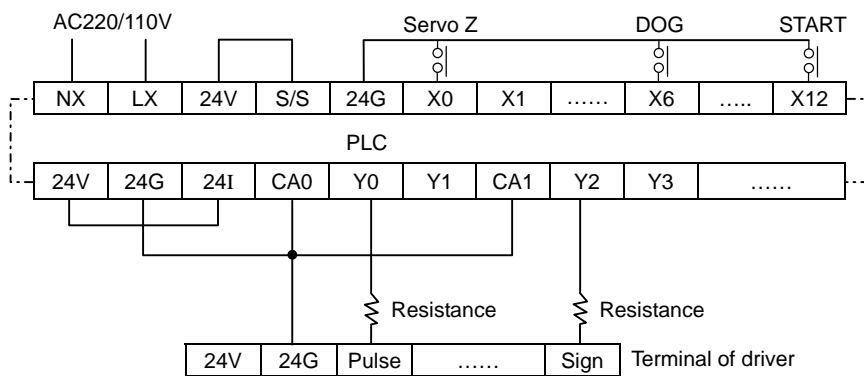 AC220/110V Servo Z DOG START
NX LX 24V S/S 24G X0 X1 ...... X6 ..... X12
PLC
24V 24G 24I CA0 Y0 Y1 CA1 Y2 Y3 ......
Resistance Resistance
24V 24G Pulse ...... Sign Terminal of driver